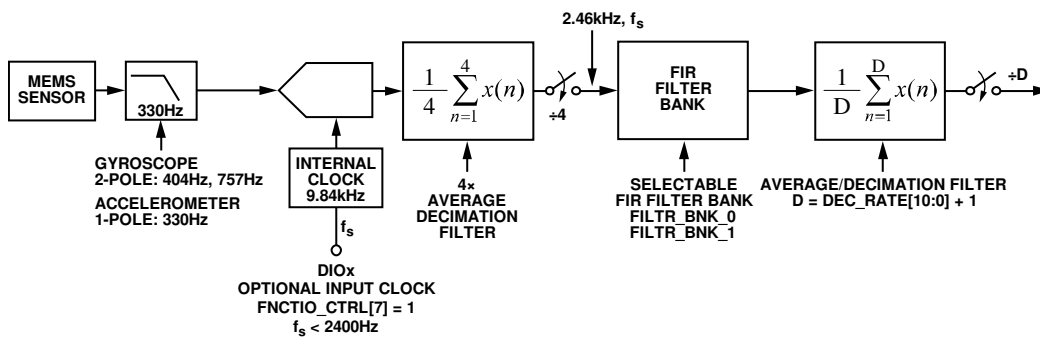 2.46kHz, fs
MEMS
SENSOR
330Hz
1/4 4∑n=1 x(n)
÷4
FIR
FILTER
BANK
1/D D∑n=1 x(n)
÷D
GYROSCOPE
2-POLE: 404Hz, 757Hz
ACCELEROMETER
1-POLE: 330Hz
INTERNAL
CLOCK
9.84kHz
fs
DIOx
OPTIONAL INPUT CLOCK
FNCTIO_CTRL[7] = 1
fs < 2400Hz
4×
AVERAGE
DECIMATION
FILTER
SELECTABLE
FIR FILTER BANK
FILTR_BNK_0
FILTR_BNK_1
AVERAGE/DECIMATION FILTER
D = DEC_RATE[10:0] + 1